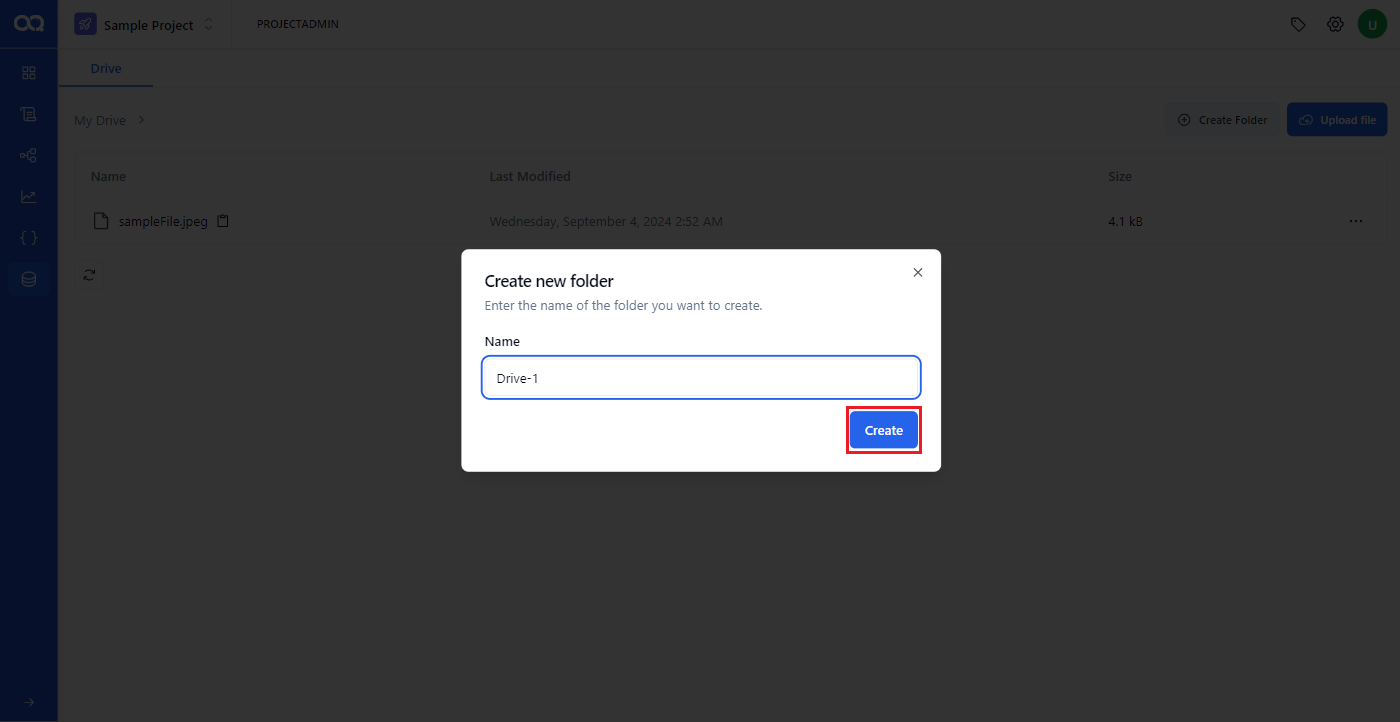 Sample Project
PROJECTADMIN
U
Drive
My Drive
Create Folder
Upload file
Name
Last Modified
Size
sampleFile.jpeg
Wednesday, September 4, 2024 2:52 AM
4.1 kB
Create new folder
Enter the name of the folder you want to create.
Name
Drive-1
Create